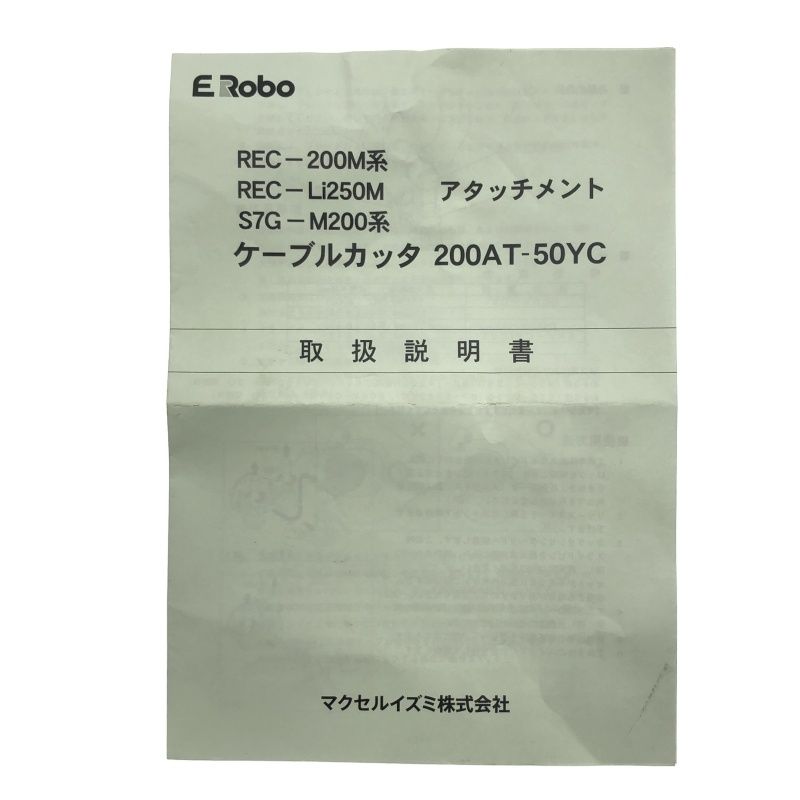 E Robo
REC－200M系
REC－Li250M アタッチメント
S7G－M200系
ケーブルカッタ 200AT-50YC
取扱説明書
マクセルイズミ株式会社